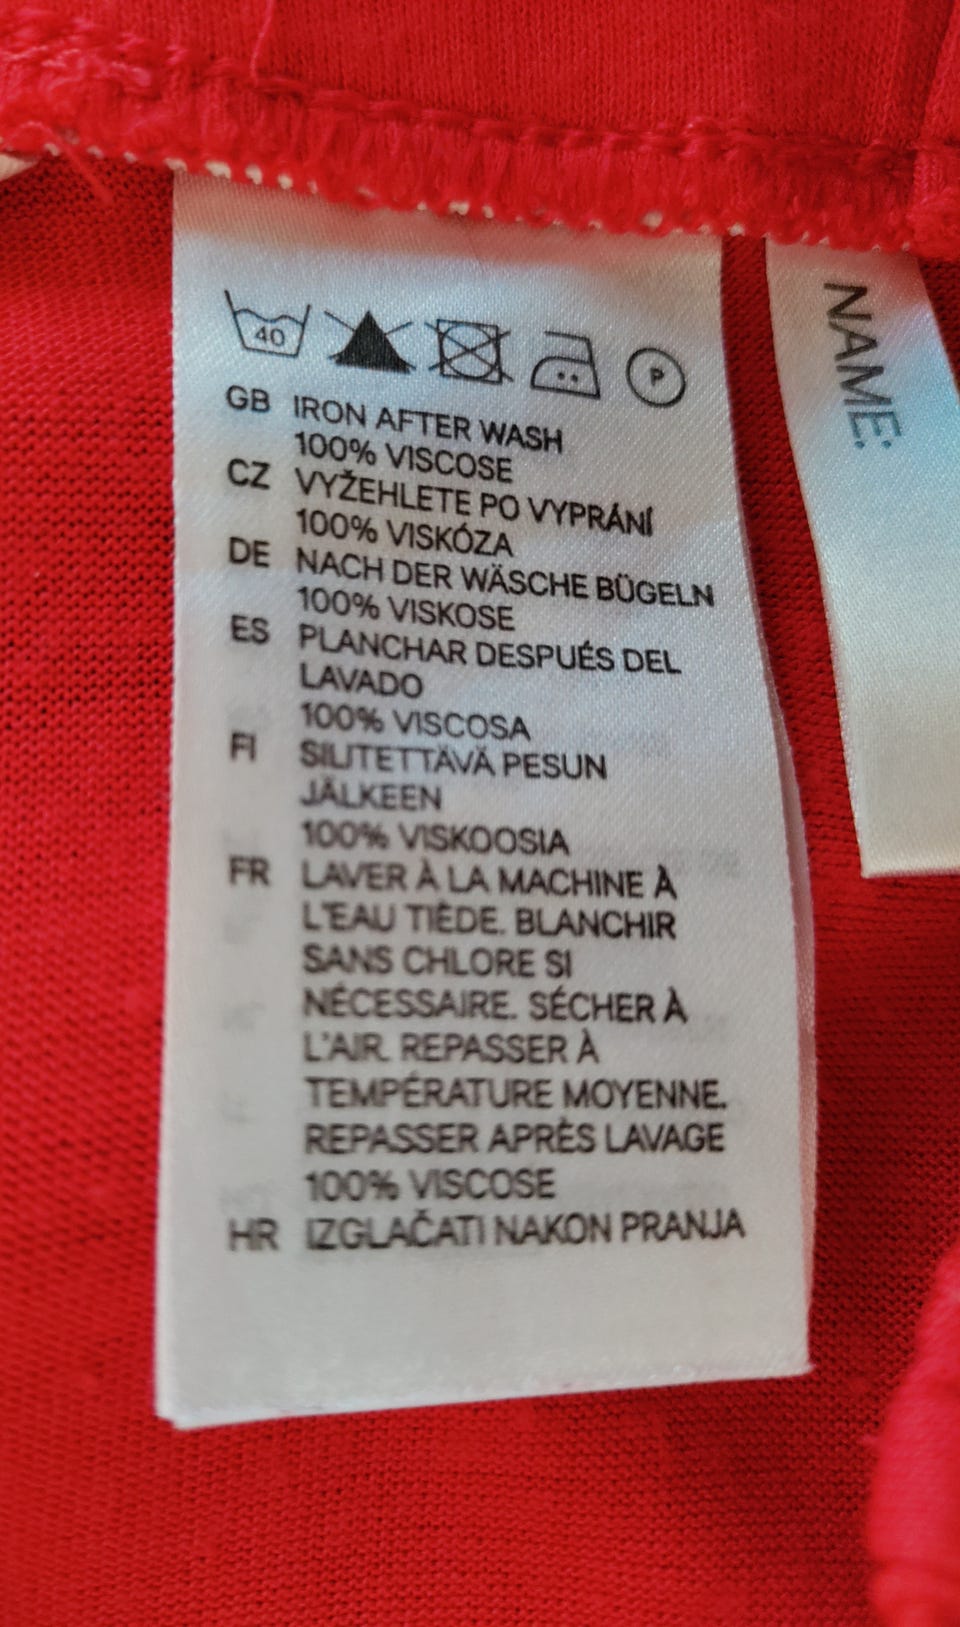 40
P
GB IRON AFTER WASH
100% VISCOSE
CZ VYŽEHLETE PO VYPRÁNÍ
100% VISKÓZA
DE NACH DER WÄSCHE BÜGELN
100% VISKOSE
ES PLANCHAR DESPUÉS DEL
LAVADO
100% VISCOSA
FI SILITETTÄVÄ PESUN
JÄLKEEN
100% VISKOOSIA
FR LAVER À LA MACHINE À
L'EAU TIÈDE. BLANCHIR
SANS CHLORE SI
NÉCESSAIRE. SÉCHER À
L'AIR. REPASSER À
TEMPÉRATURE MOYENNE.
REPASSER APRÈS LAVAGE
100% VISCOSE
HR IZGLAČATI NAKON PRANJA
NAME: